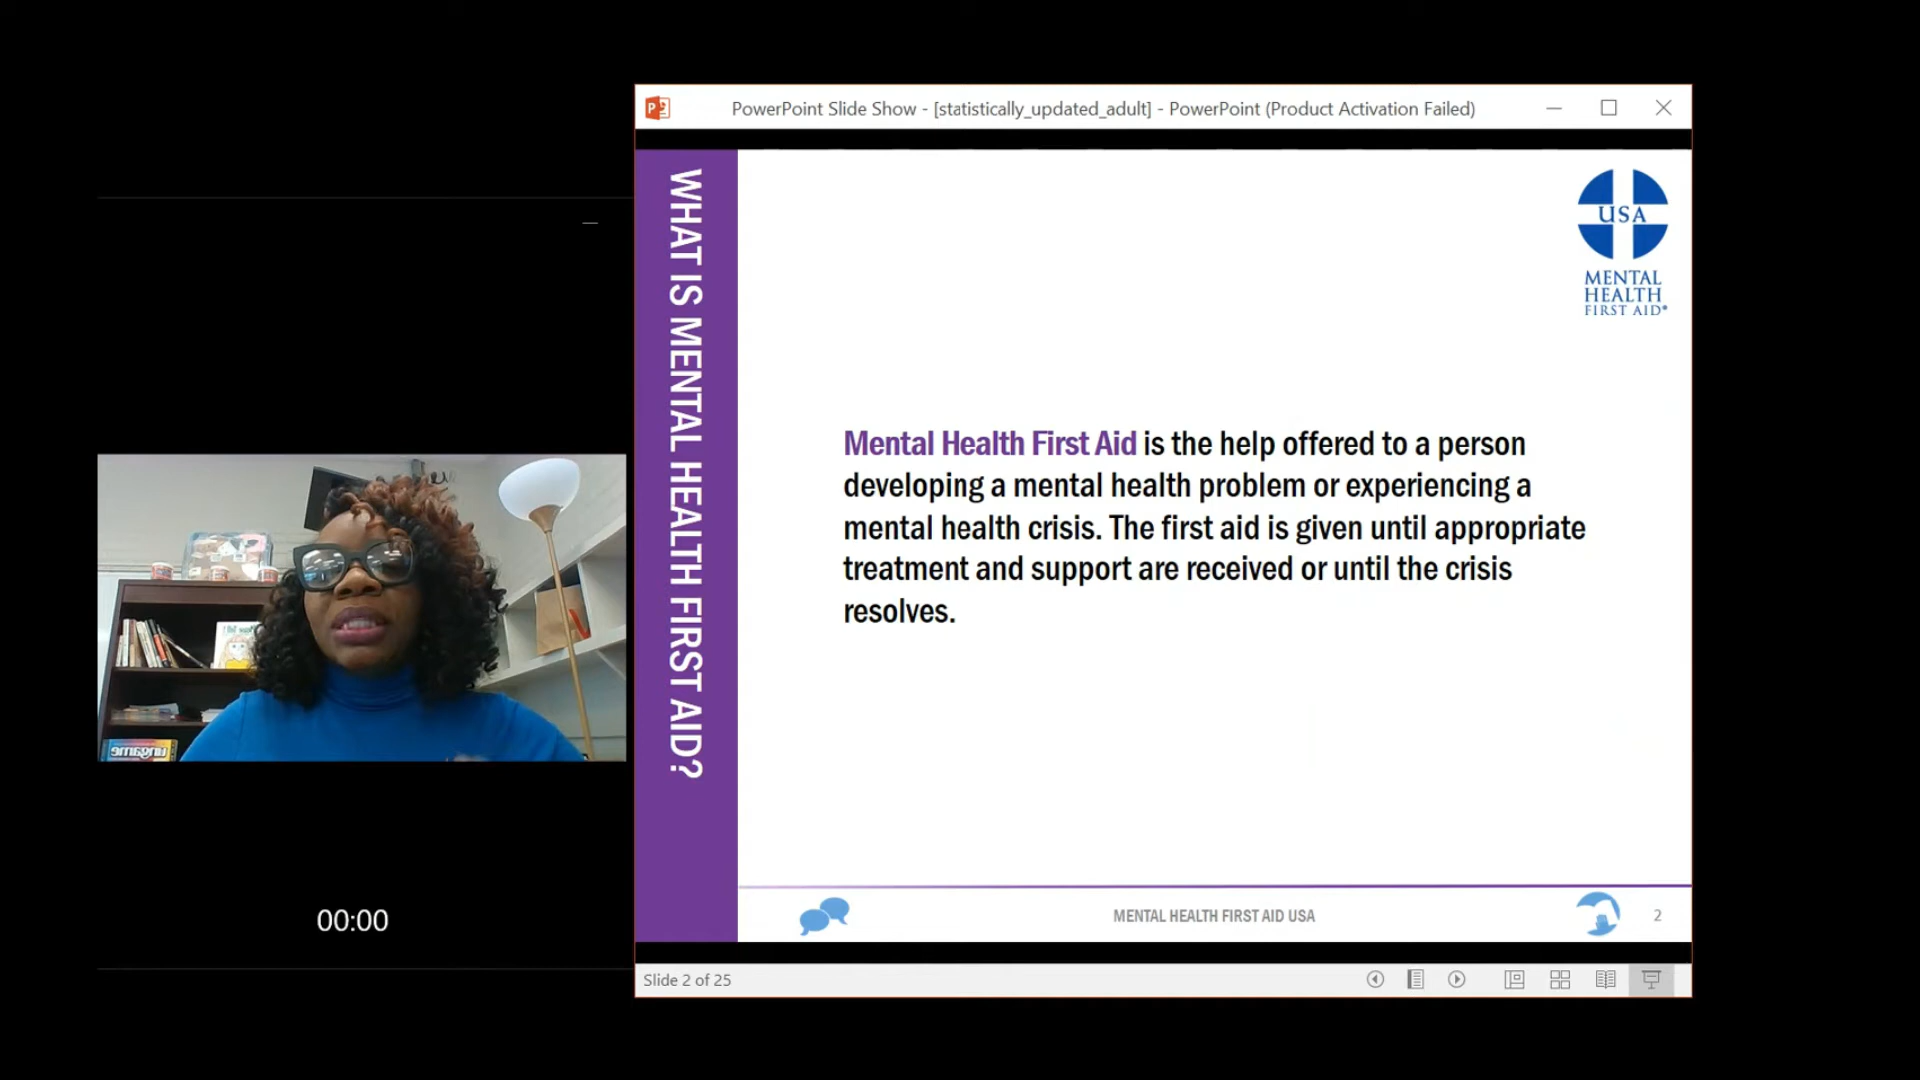 PowerPoint Slide Show - [statistically_updated_adult] - PowerPoint (Product Activation Failed)
WHAT IS MENTAL HEALTH FIRST AID?
USA
MENTAL
HEALTH
FIRST AID®
Mental Health First Aid is the help offered to a person
developing a mental health problem or experiencing a
mental health crisis. The first aid is given until appropriate
treatment and support are received or until the crisis
resolves.
ungame
00:00
MENTAL HEALTH FIRST AID USA
2
Slide 2 of 25